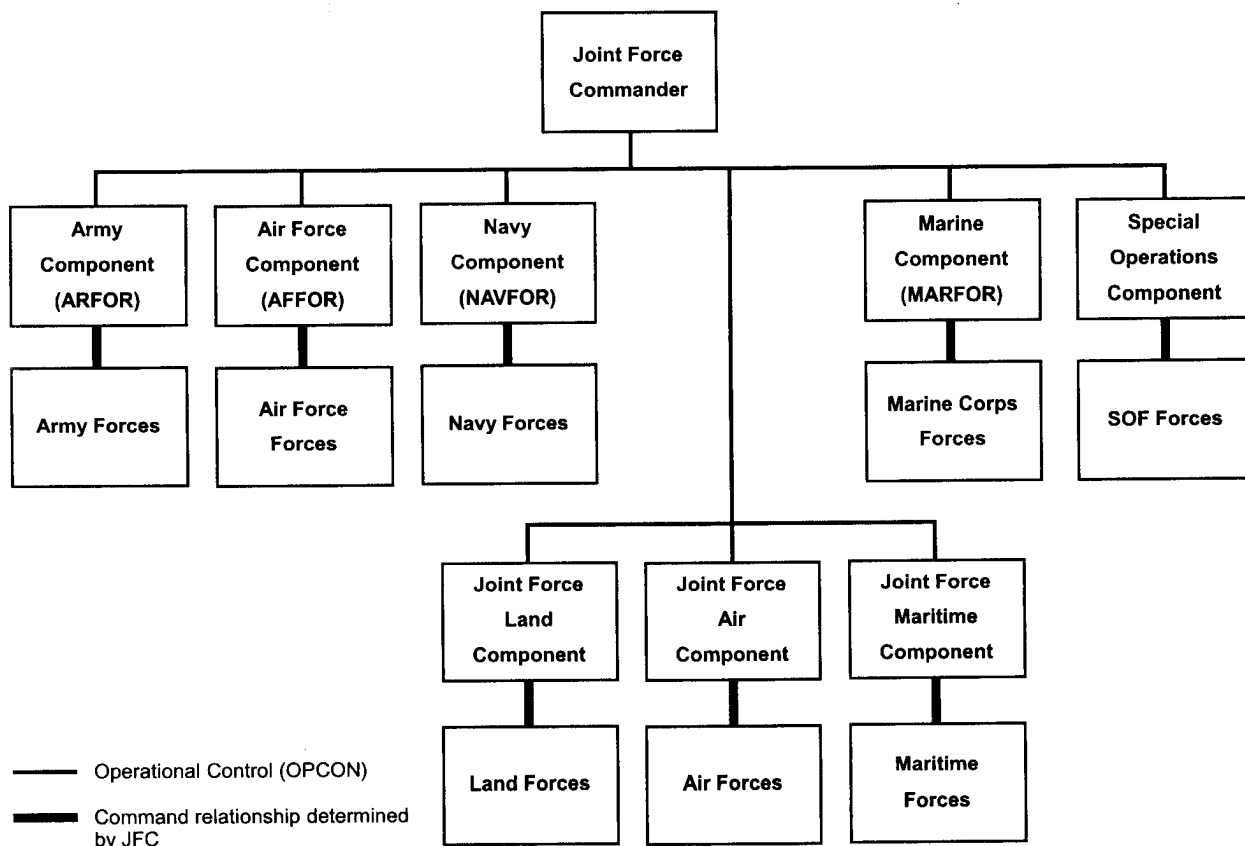 Joint Force
Commander
Army
Component
(ARFOR)
Air Force
Component
(AFFOR)
Navy
Component
(NAVFOR)
Marine
Component
(MARFOR)
Special
Operations
Component
Army Forces
Air Force
Forces
Navy Forces
Marine Corps
Forces
SOF Forces
Joint Force
Land
Component
Joint Force
Air
Component
Joint Force
Maritime
Component
Land Forces
Air Forces
Maritime
Forces
Operational Control (OPCON)
Command relationship determined
by JFC